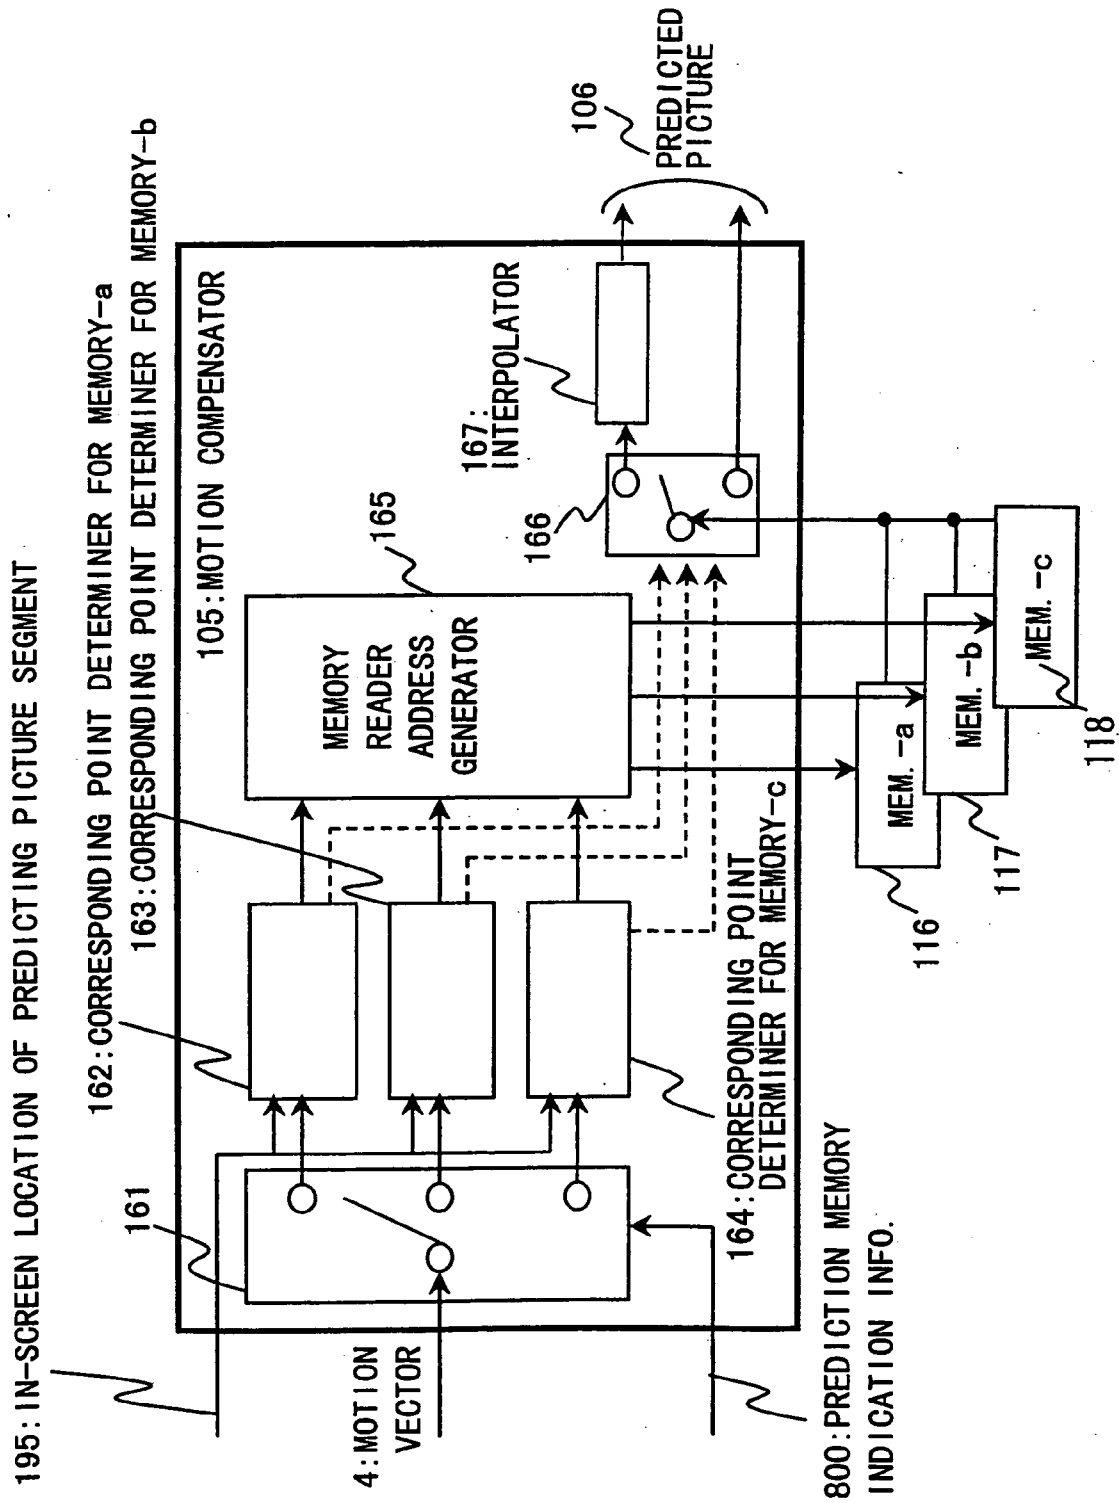 195:IN-SCREEN LOCATION OF PREDICTING PICTURE SEGMENT
162:CORRESPONDING POINT DETERMINER FOR MEMORY-a
163:CORRESPONDING POINT DETERMINER FOR MEMORY-b
105:MOTION COMPENSATOR
161
165
MEMORY
READER
ADDRESS
GENERATOR
167:
INTERPOLATOR
166
106
PREDICTED
PICTURE
4:MOTION
VECTOR
164:CORRESPONDING POINT
DETERMINER FOR MEMORY-c
800:PREDICTION MEMORY
INDICATION INFO.
116
MEM.-a
117
MEM.-b
118
MEM.-c